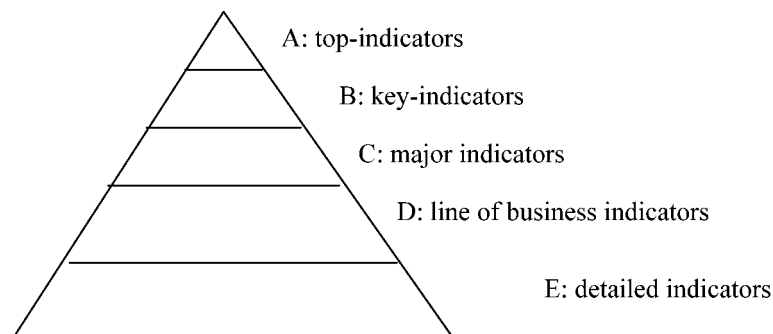 A: top-indicators
B: key-indicators
C: major indicators
D: line of business indicators
E: detailed indicators